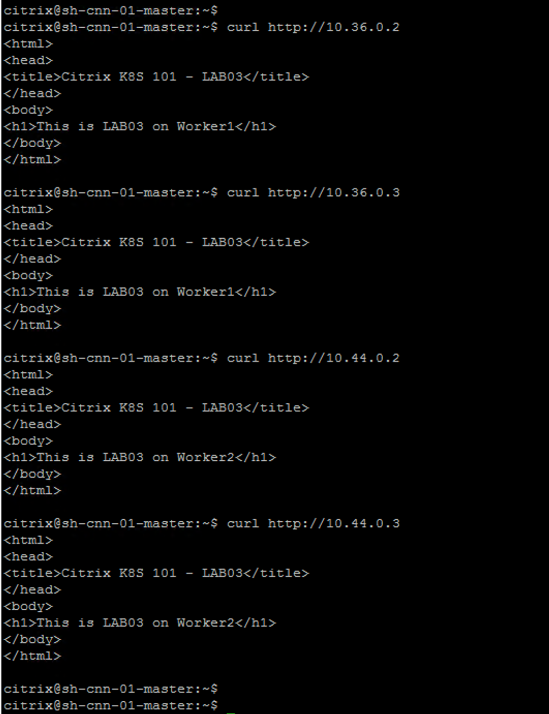 citrix@sh-cnn-01-master:~$
citrix@sh-cnn-01-master:~$ curl http://10.36.0.2
<html>
<head>
<title>Citrix K8S 101 - LAB03</title>
</head>
<body>
<h1>This is LAB03 on Worker1</h1>
</body>
</html>
citrix@sh-cnn-01-master:~$ curl http://10.36.0.3
<html>
<head>
<title>Citrix K8S 101 - LAB03</title>
</head>
<body>
<h1>This is LAB03 on Worker1</h1>
</body>
</html>
citrix@sh-cnn-01-master:~$ curl http://10.44.0.2
<html>
<head>
<title>Citrix K8S 101 - LAB03</title>
</head>
<body>
<h1>This is LAB03 on Worker2</h1>
</body>
</html>
citrix@sh-cnn-01-master:~$ curl http://10.44.0.3
<html>
<head>
<title>Citrix K8S 101 - LAB03</title>
</head>
<body>
<h1>This is LAB03 on Worker2</h1>
</body>
</html>
citrix@sh-cnn-01-master:~$
citrix@sh-cnn-01-master:~$